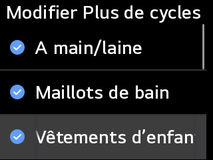 Modifier Plus de cycles
A main/laine
Maillots de bain
Vêtements d'enfan